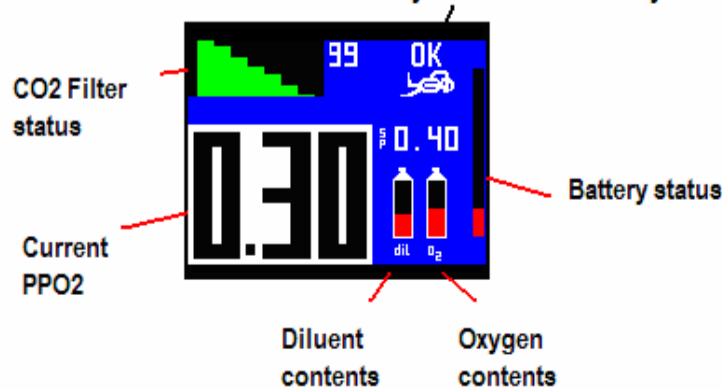 99 OK
CO2 Filter
status
SP 0.40
0.30
Battery status
dil O2
Current
PPO2
Diluent
contents
Oxygen
contents